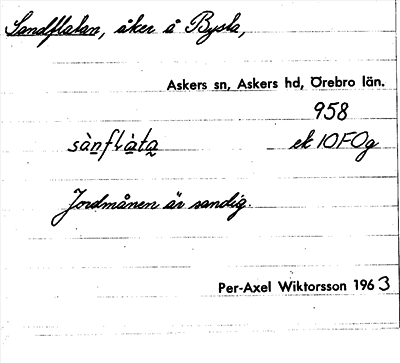 Sandflatan, åker å Bysta,
Askers sn, Askers hd, Örebro län.
958
sànflàta ek 10F0g
Jordmånen är sandig.
Per-Axel Wiktorsson 1963